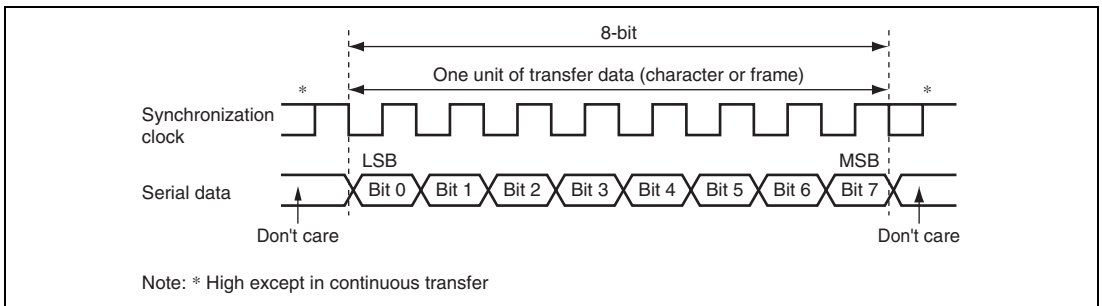 8-bit
One unit of transfer data (character or frame)
*
*
Synchronization
clock
LSB
MSB
Serial data
Bit 0 Bit 1 Bit 2 Bit 3 Bit 4 Bit 5 Bit 6 Bit 7
Don't care
Don't care
Note: * High except in continuous transfer